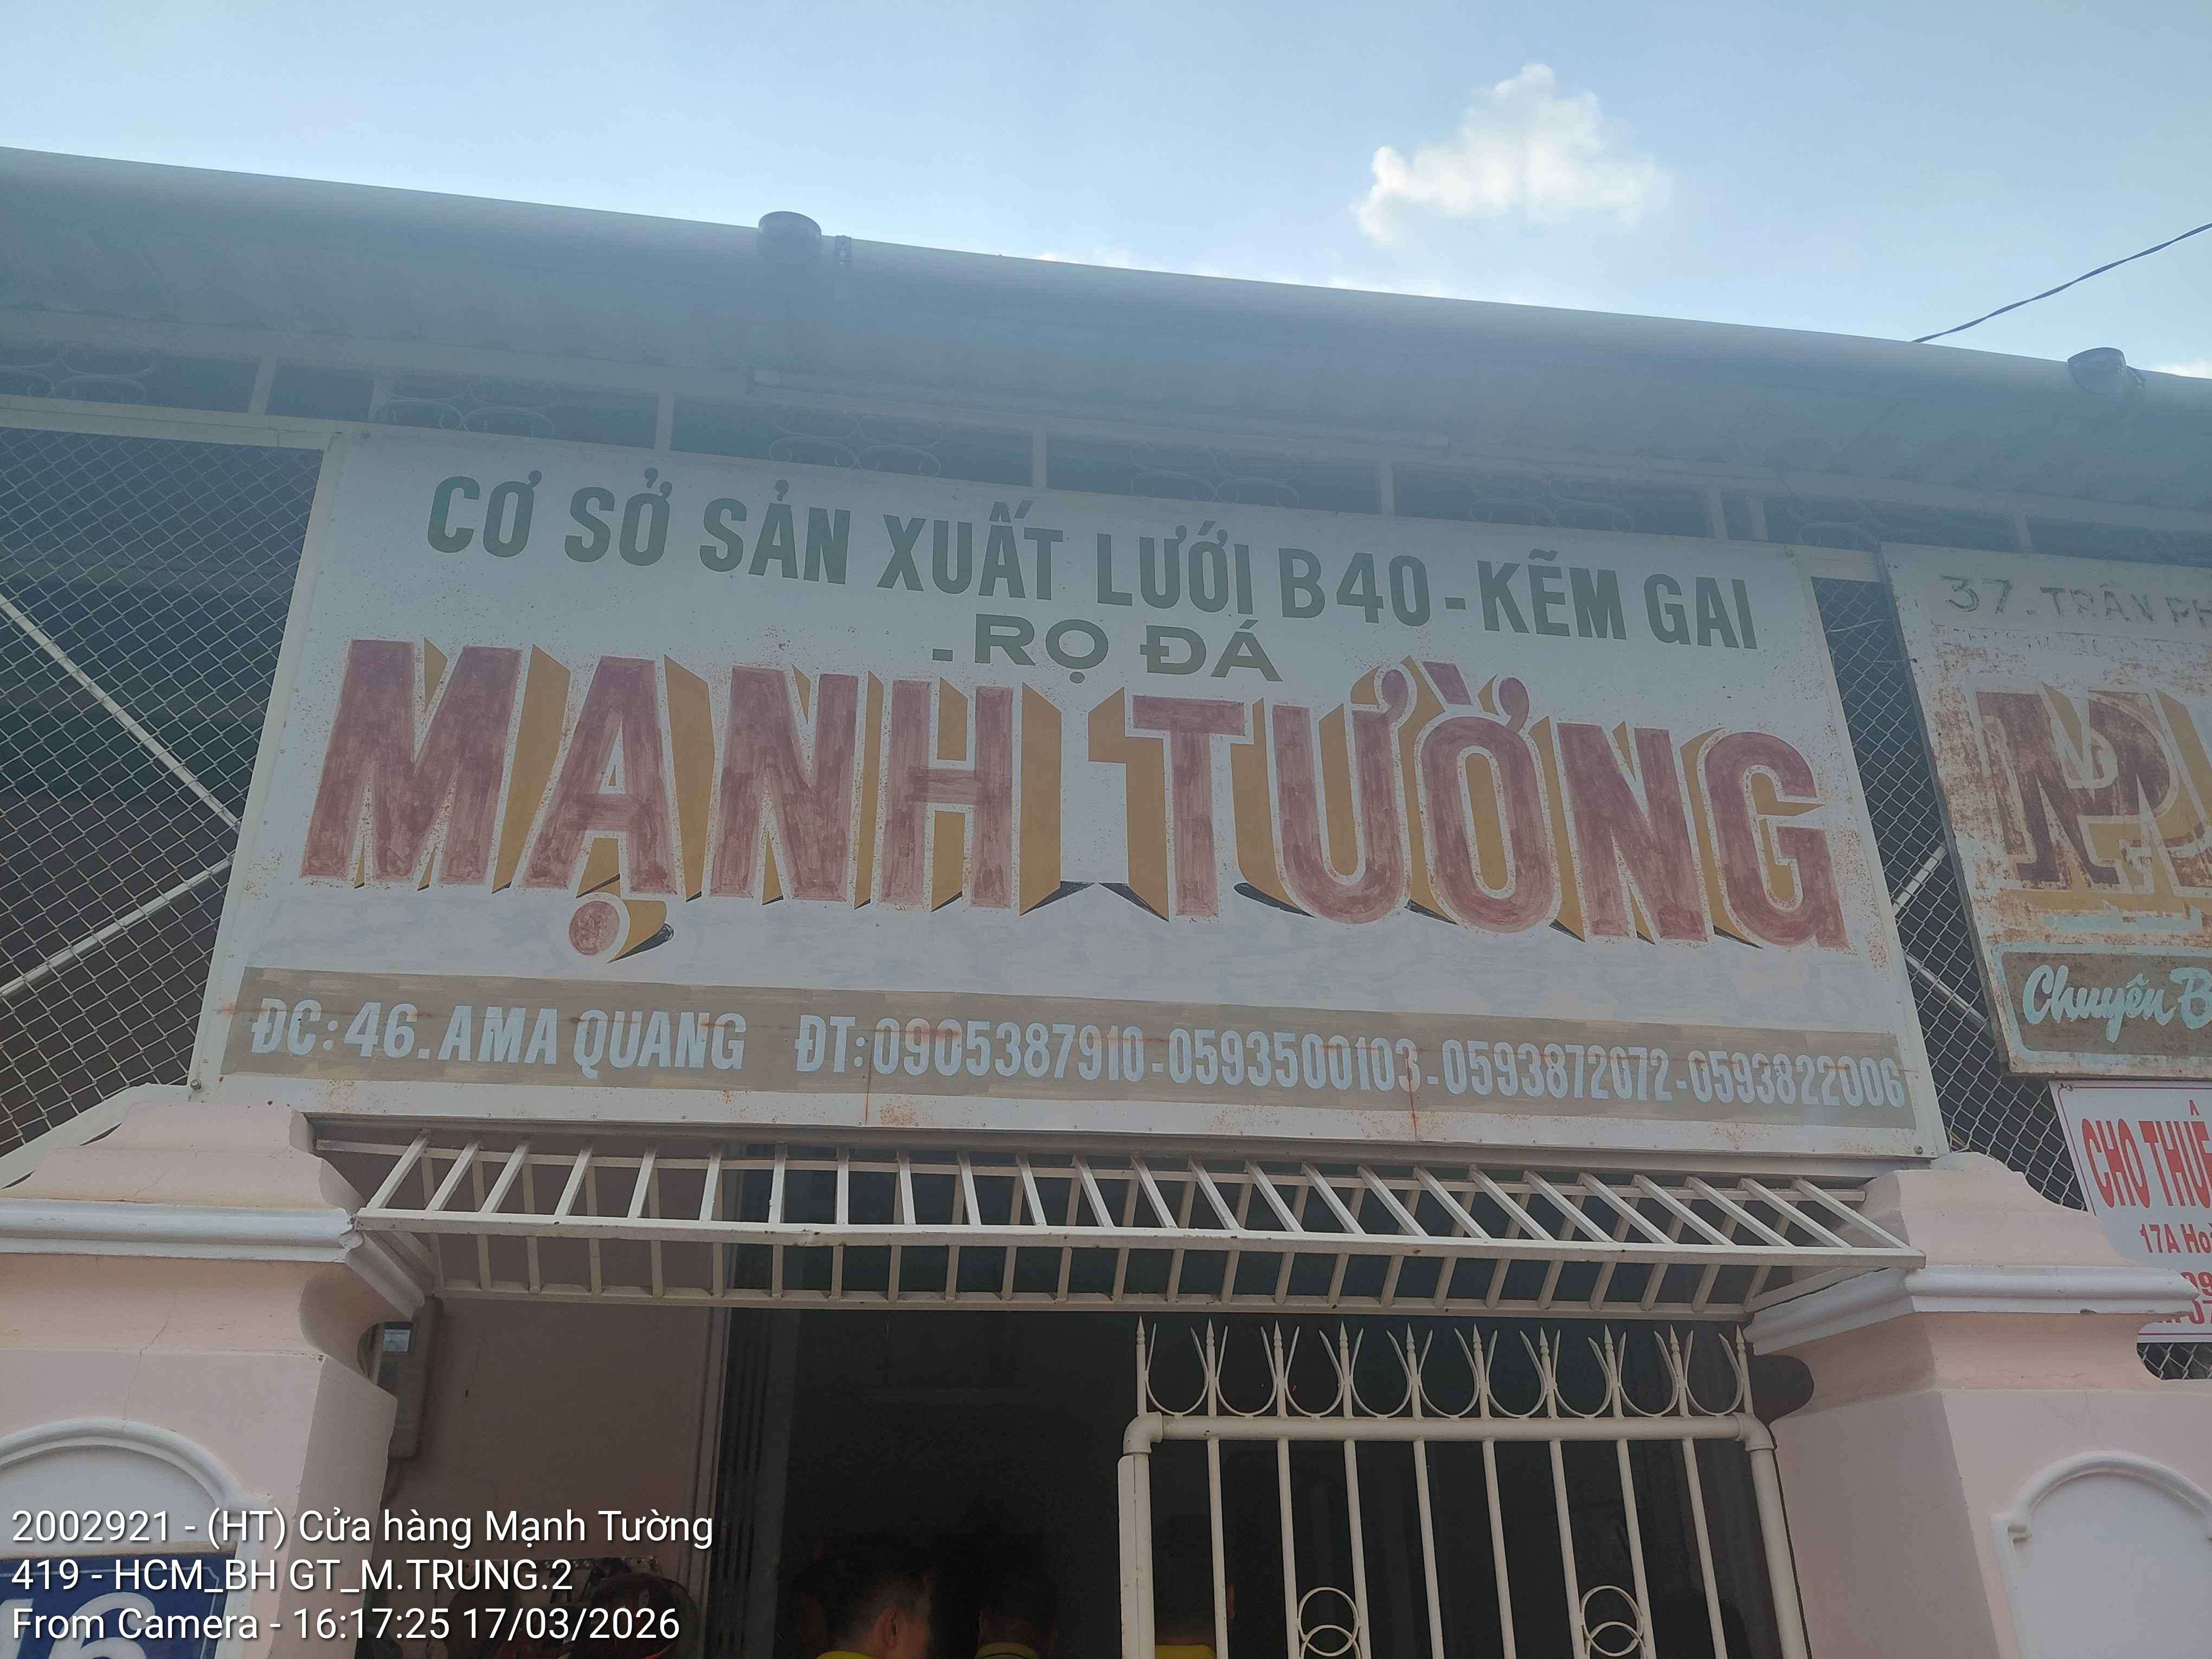 CƠ SỞ SẢN XUẤT LƯỚI B40-KẼM GAI
-RỌ ĐÁ
MẠNH TƯỜNG
ĐC: 46.AMA QUANG ĐT:0905387910-0593500103-0593872072-0593822006
37.TRẦN
Chuyên
CHO THUÊ
17A
2002921 - (HT) Cửa hàng Mạnh Tường
419 - HCM_BH GT_M.TRUNG.2
From Camera - 16:17:25 17/03/2026